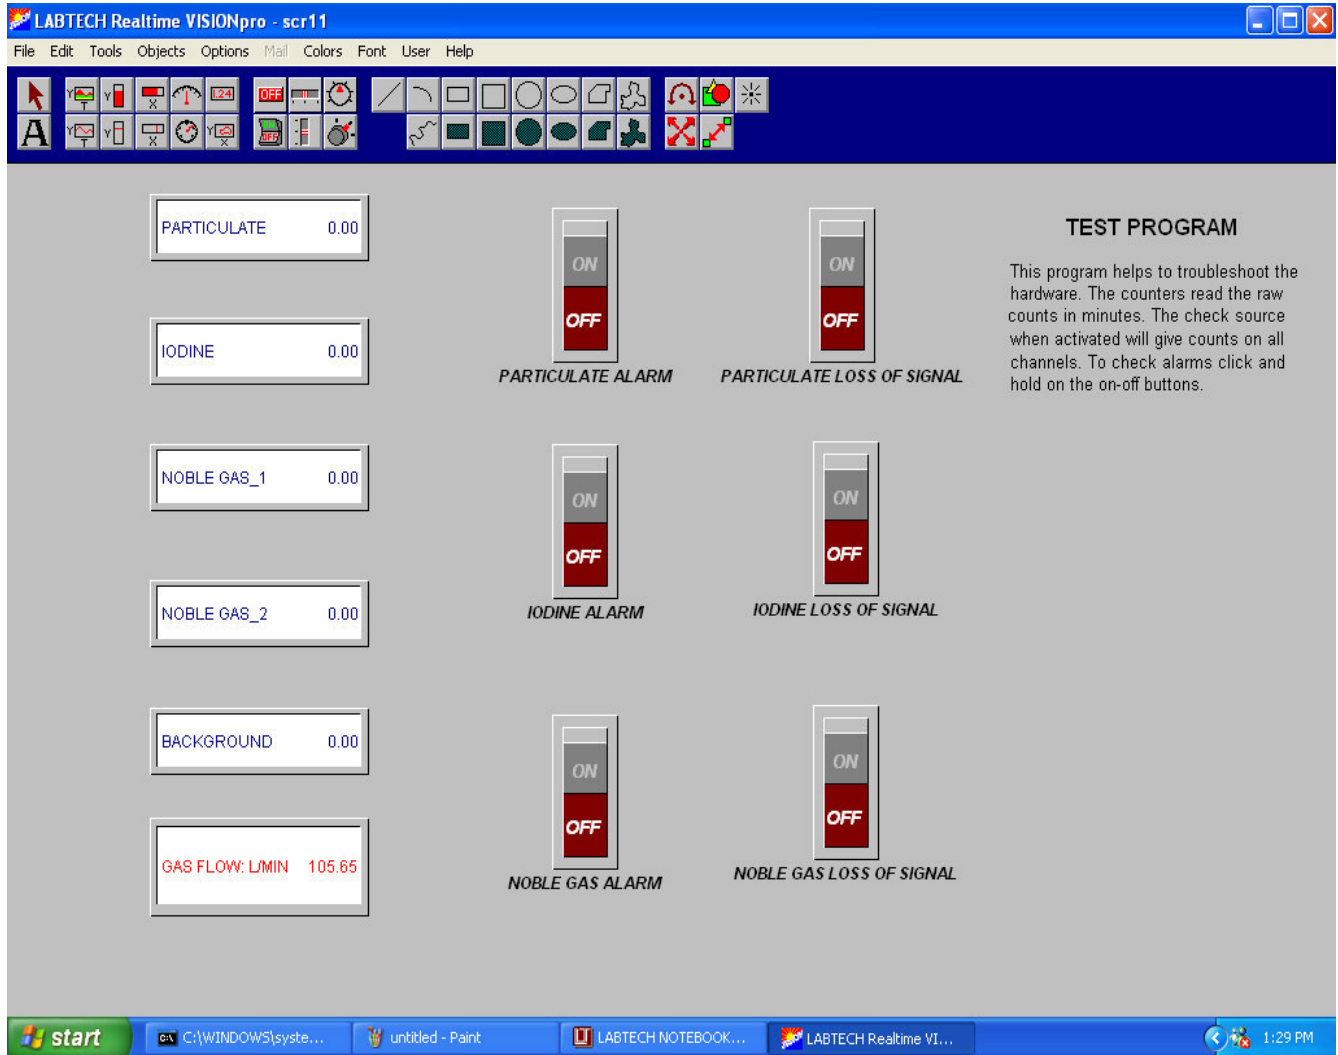 LABTECH Realtime VISIONpro - scr11
File Edit Tools Objects Options Mail Colors Font User Help
Y T Y X 1.24 OFF
A Y T Y X Y X OFF
PARTICULATE 0.00
IODINE 0.00
NOBLE GAS_1 0.00
NOBLE GAS_2 0.00
BACKGROUND 0.00
GAS FLOW: L/MIN 105.65
ON
OFF
PARTICULATE ALARM
ON
OFF
PARTICULATE LOSS OF SIGNAL
ON
OFF
IODINE ALARM
ON
OFF
IODINE LOSS OF SIGNAL
ON
OFF
NOBLE GAS ALARM
ON
OFF
NOBLE GAS LOSS OF SIGNAL
TEST PROGRAM
This program helps to troubleshoot the
hardware. The counters read the raw
counts in minutes. The check source
when activated will give counts on all
channels. To check alarms click and
hold on the on-off buttons.
start C:\WINDOWS\syste... untitled - Paint LABTECH NOTEBOOK... LABTECH Realtime VI... 1:29 PM